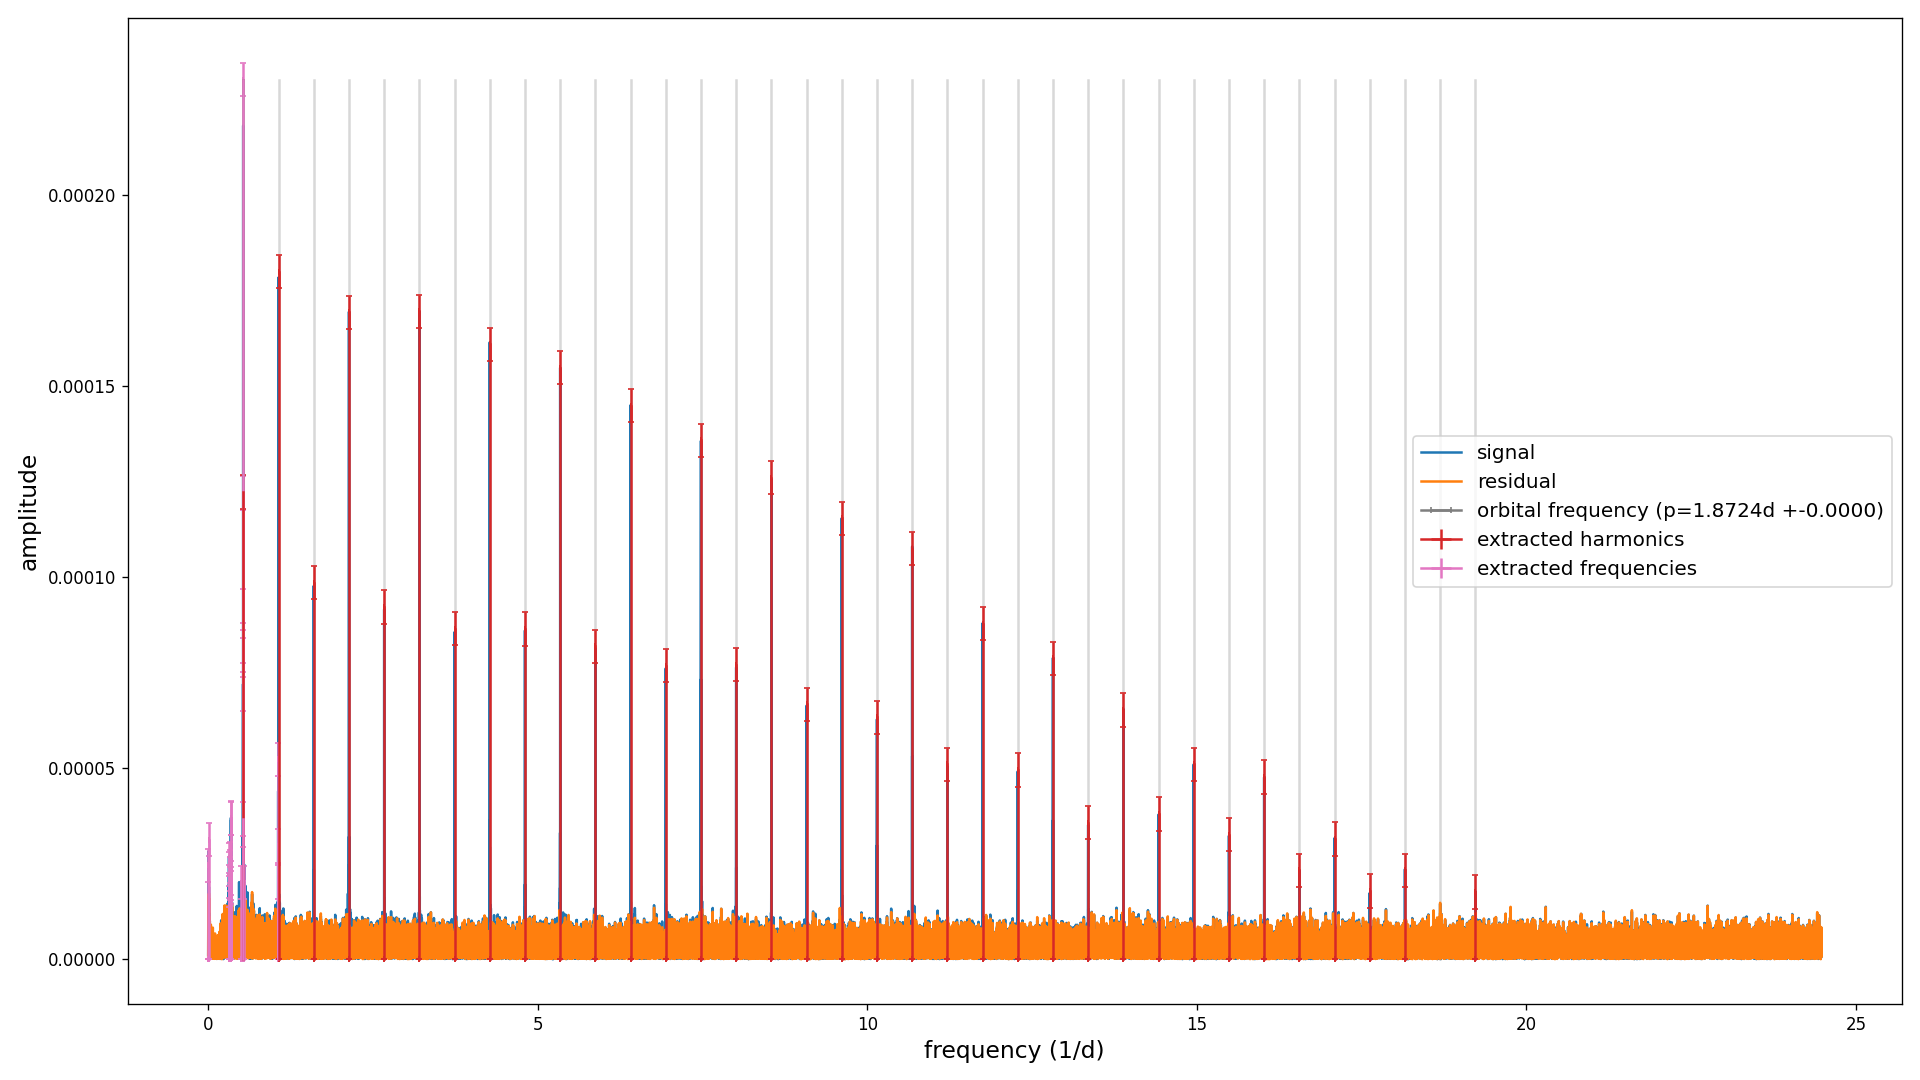 amplitude
0.00020
0.00015
0.00010
0.00005
0.00000
0
5
10
15
20
25
frequency (1/d)
signal
residual
orbital frequency (p=1.8724d +-0.0000)
extracted harmonics
extracted frequencies